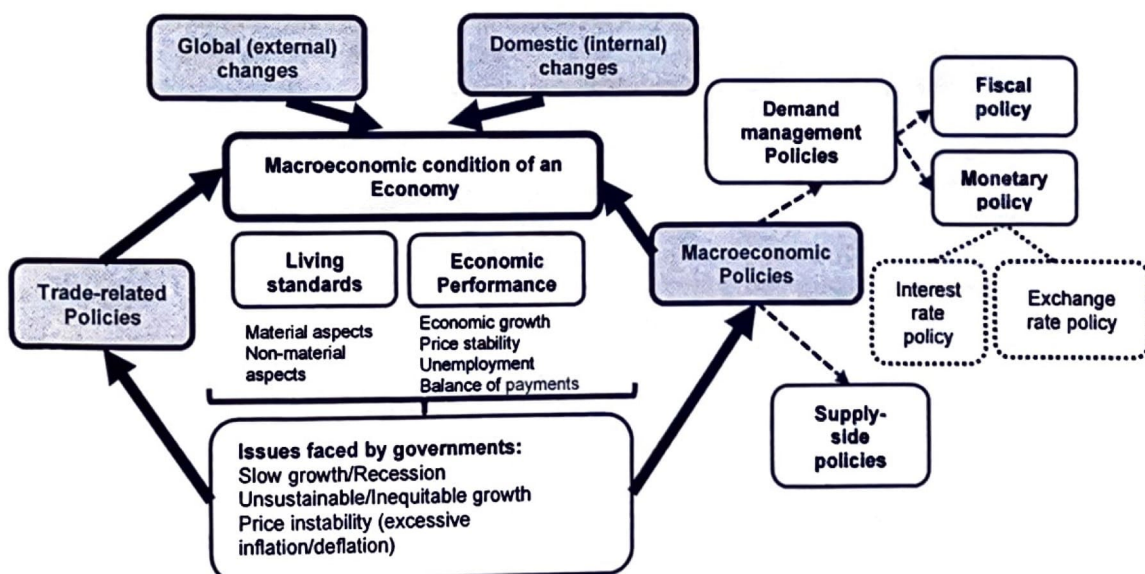 Global (external)
changes
Domestic (internal)
changes
Macroeconomic condition of an
Economy
Demand
management
Policies
Fiscal
policy
Monetary
policy
Interest
rate
policy
Exchange
rate policy
Trade-related
Policies
Living
standards
Economic
Performance
Macroeconomic
Policies
Material aspects
Non-material
aspects
Economic growth
Price stability
Unemployment
Balance of payments
Supply-
side
policies
Issues faced by governments:
Slow growth/Recession
Unsustainable/Inequitable growth
Price instability (excessive
inflation/deflation)